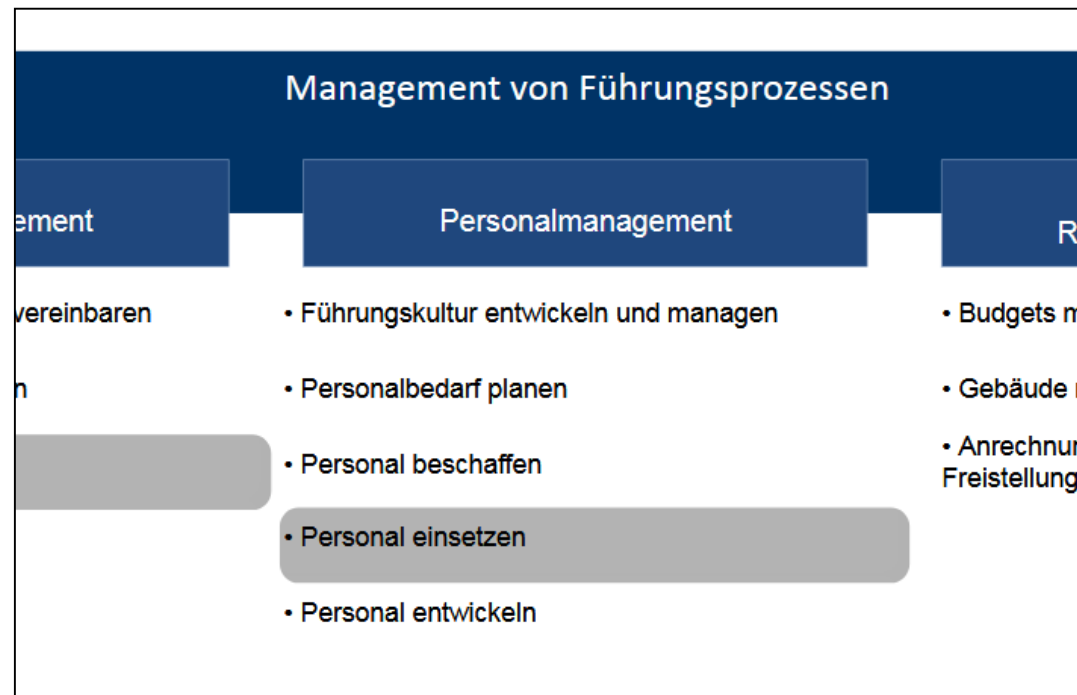 Management von Führungsprozessen
ement
Personalmanagement
R
vereinbaren
n
• Führungskultur entwickeln und managen
• Personalbedarf planen
• Personal beschaffen
• Personal einsetzen
• Personal entwickeln
• Budgets m
• Gebäude
• Anrechnun
Freistellung